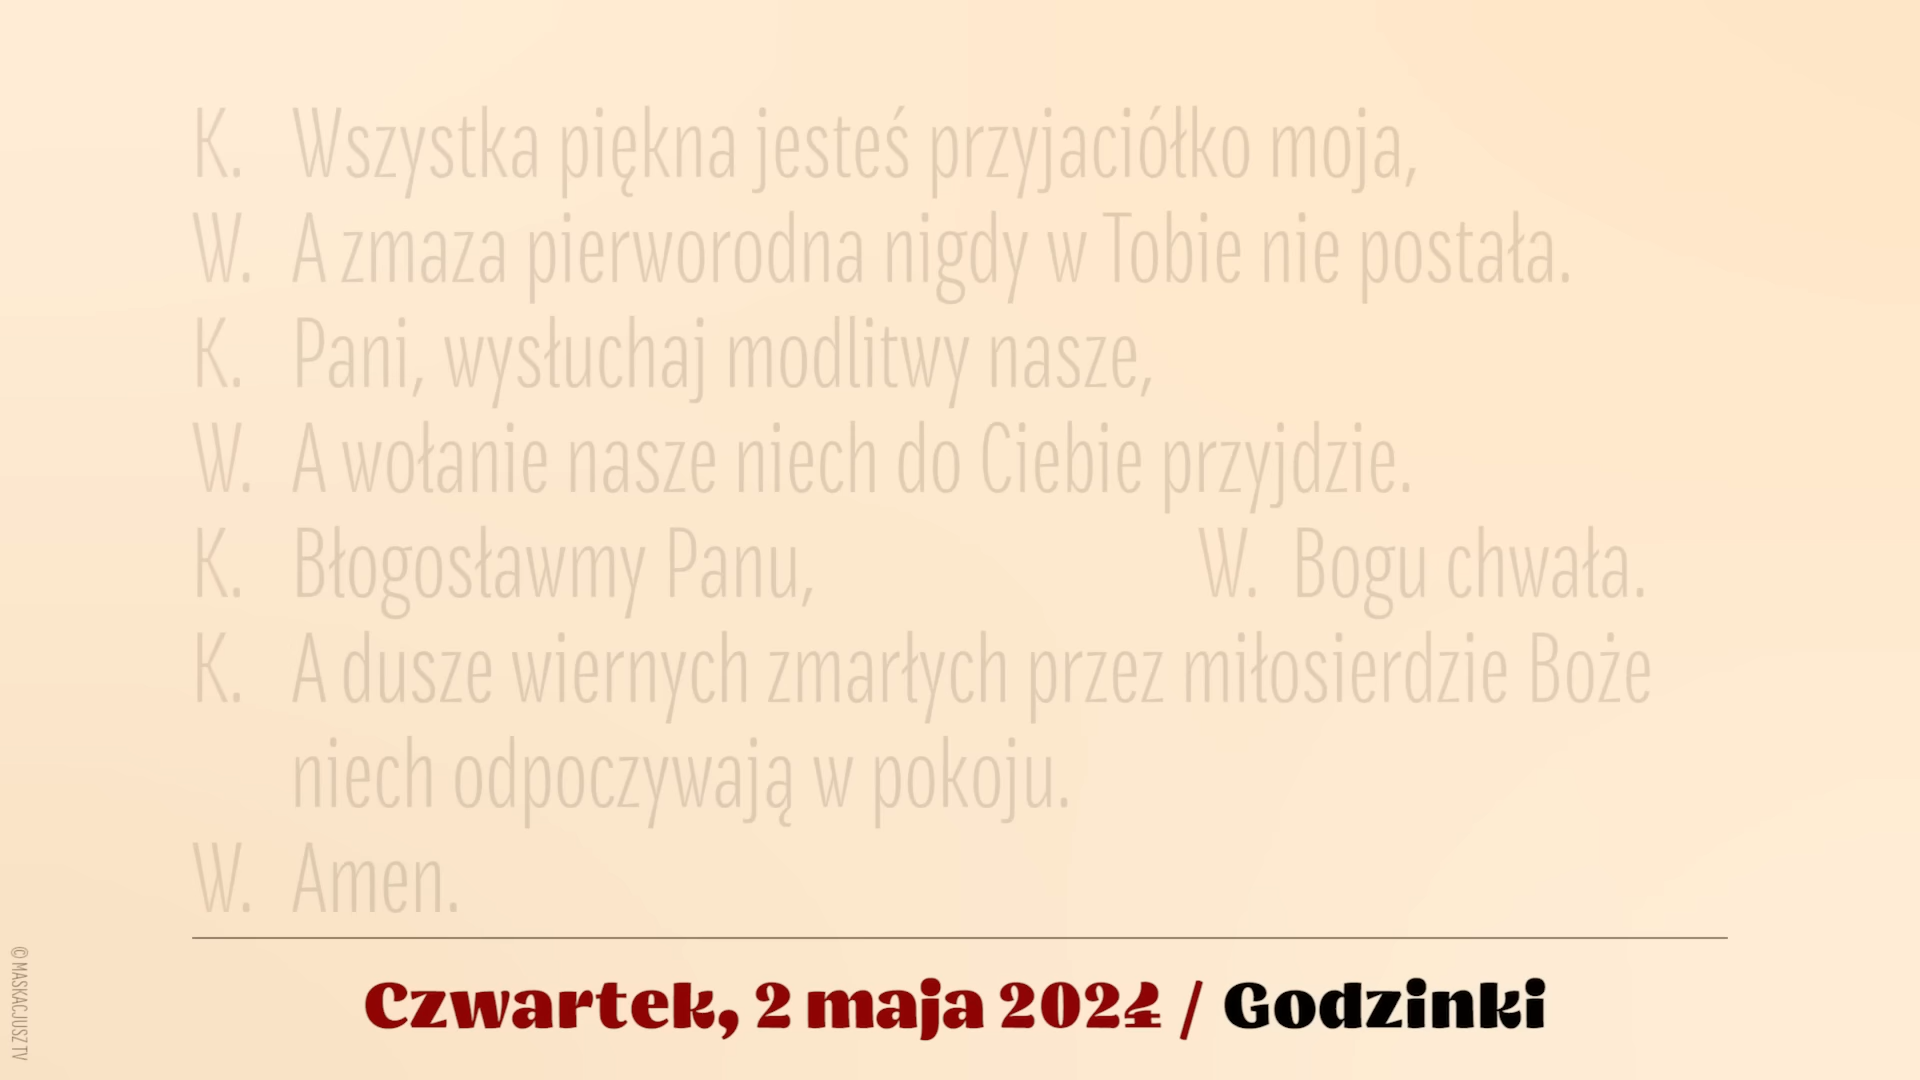 K. Wszystka piękna jesteś przyjaciółko moja,
W. A zmaza pierworodna nigdy w Tobie nie postała.
K. Pani, wysłuchaj modlitwy nasze,
W. A wołanie nasze niech do Ciebie przyjdzie.
K. Błogosławmy Panu, W. Bogu chwała.
K. A dusze wiernych zmarłych przez miłosierdzie Boże
niech odpoczywają w pokoju.
W. Amen.
Czwartek, 2 maja 2024 / Godzinki
© MASKACJUSZ TV